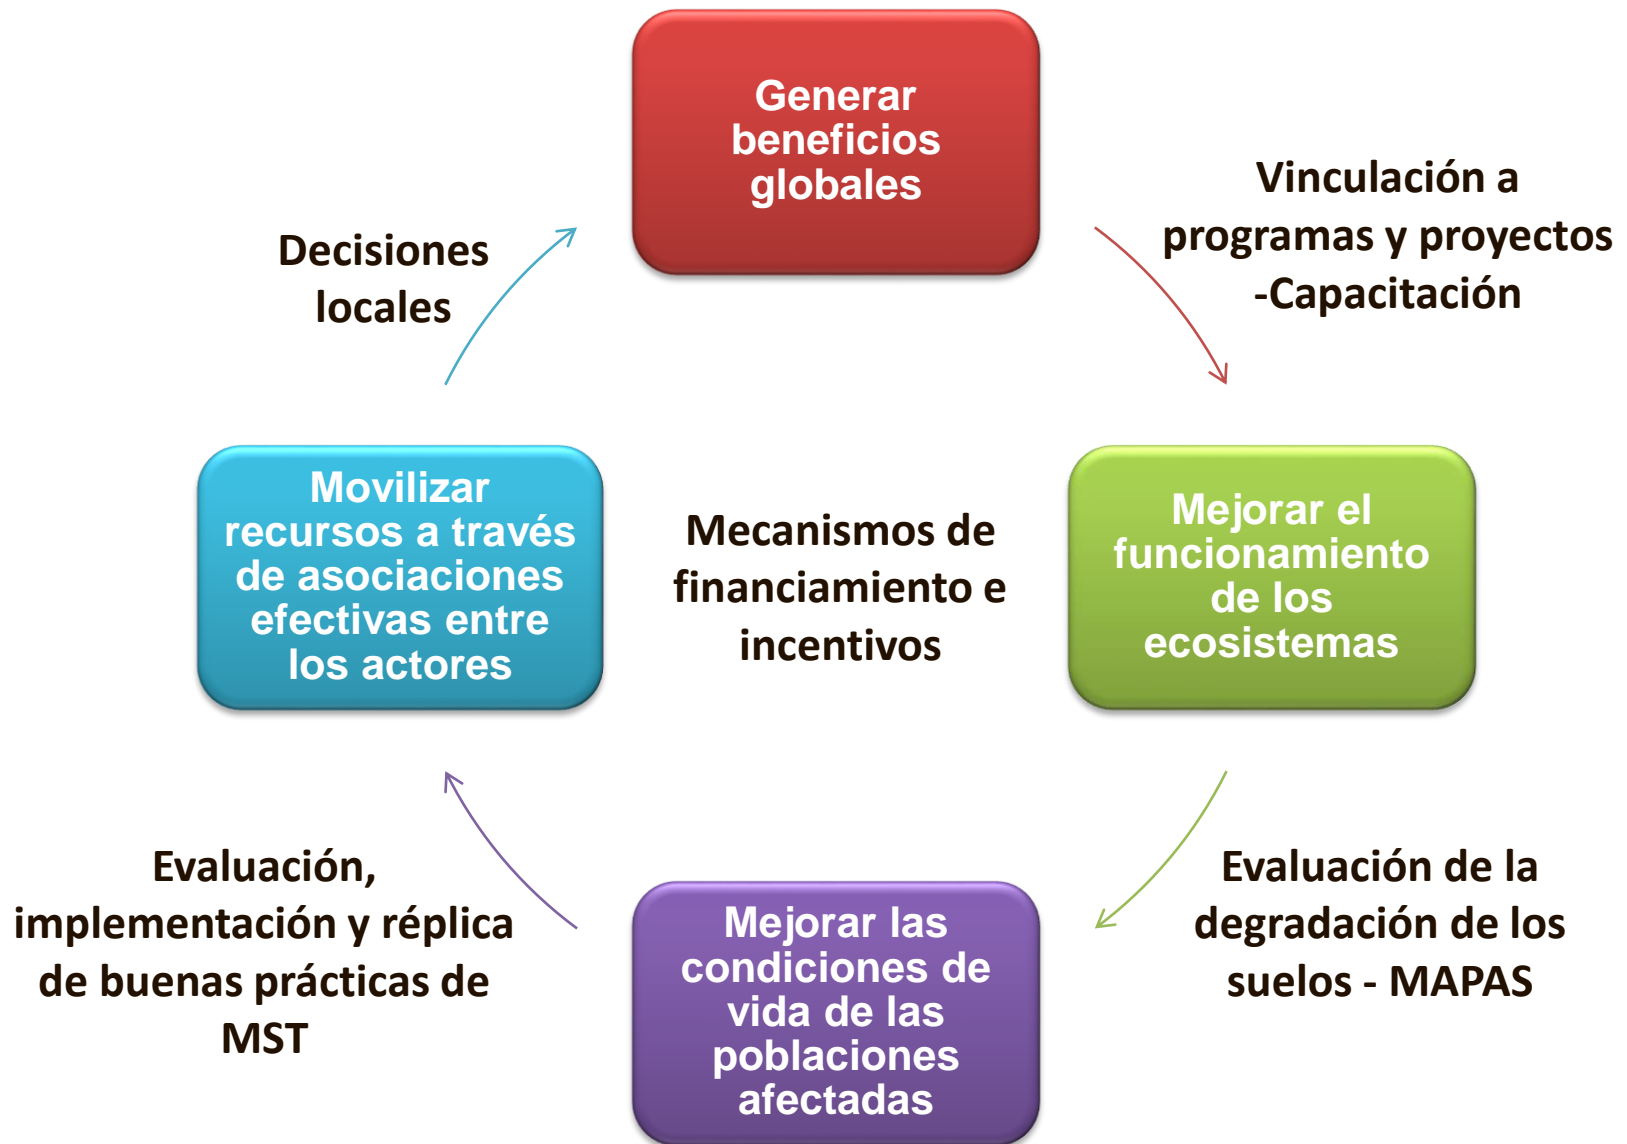 Generar
beneficios
globales
Vinculación a
programas y proyectos
-Capacitación
Decisiones
locales
Movilizar
recursos a través
de asociaciones
efectivas entre
los actores
Mecanismos de
financiamiento e
incentivos
Mejorar el
funcionamiento
de los
ecosistemas
Evaluación,
implementación y réplica
de buenas prácticas de
MST
Mejorar las
condiciones de
vida de las
poblaciones
afectadas
Evaluación de la
degradación de los
suelos - MAPAS